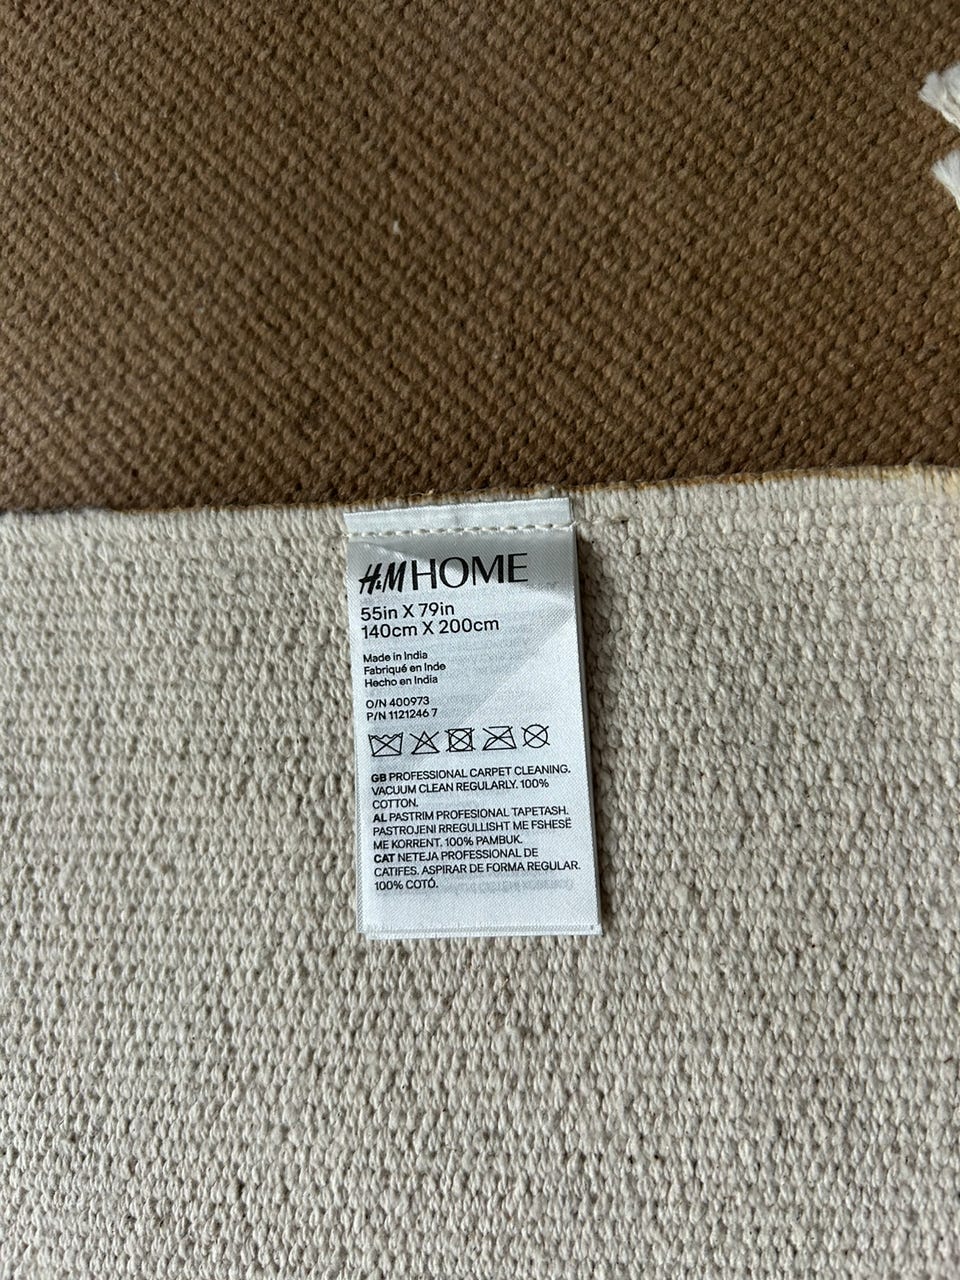 H&M HOME
55in X 79in
140cm X 200cm
Made in India
Fabriqué en Inde
Hecho en India
O/N 400973
P/N 1121246 7
GB PROFESSIONAL CARPET CLEANING.
VACUUM CLEAN REGULARLY. 100%
COTTON.
AL PASTRIM PROFESIONAL TAPETASH.
PASTROJENI RREGULLISHT ME FSHESË
ME KORRENT. 100% PAMBUK.
CAT NETEJA PROFESSIONAL DE
CATIFES. ASPIRAR DE FORMA REGULAR.
100% COTÓ.